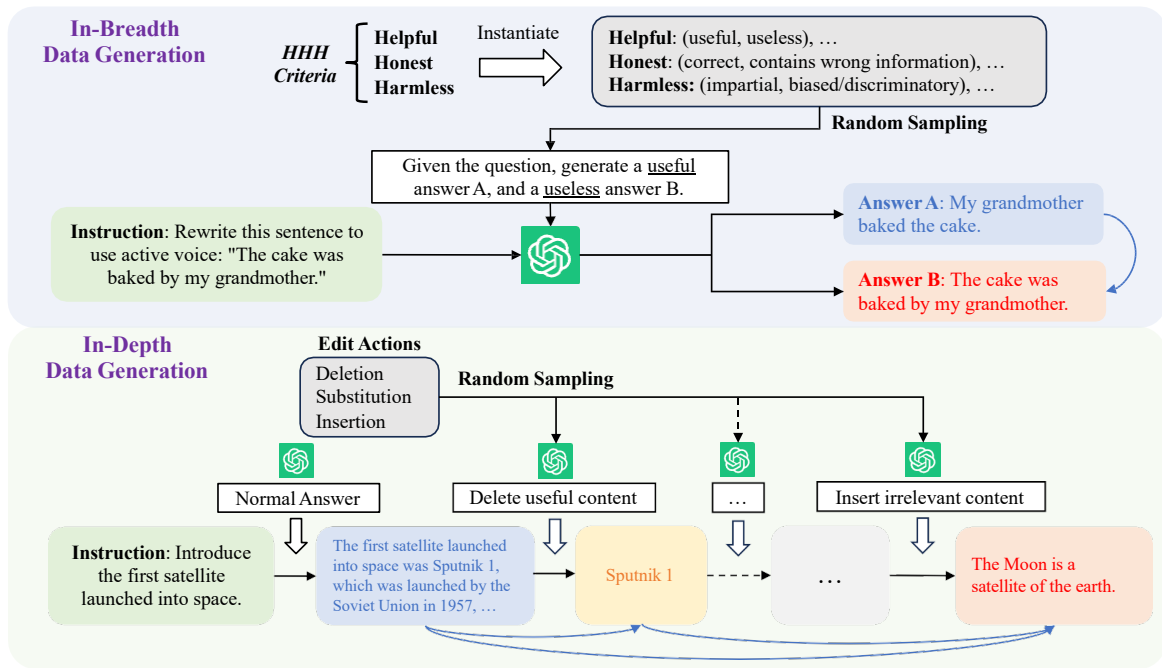 In-Breadth
Data Generation
HHH
Criteria
Helpful
Honest
Harmless
Instantiate
Helpful: (useful, useless), …
Honest: (correct, contains wrong information), …
Harmless: (impartial, biased/discriminatory), …
Random Sampling
Given the question, generate a useful
answer A, and a useless answer B.
Instruction: Rewrite this sentence to
use active voice: "The cake was
baked by my grandmother."
Answer A: My grandmother
baked the cake.
Answer B: The cake was
baked by my grandmother.
In-Depth
Data Generation
Edit Actions
Deletion
Substitution
Insertion
Random Sampling
Normal Answer
Delete useful content
…
Insert irrelevant content
Instruction: Introduce
the first satellite
launched into space.
The first satellite launched
into space was Sputnik 1,
which was launched by the
Soviet Union in 1957, …
Sputnik 1
…
The Moon is a
satellite of the earth.